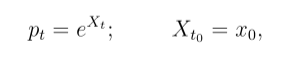 p_t = e^{X_t};    X_{t_0} = x_0,